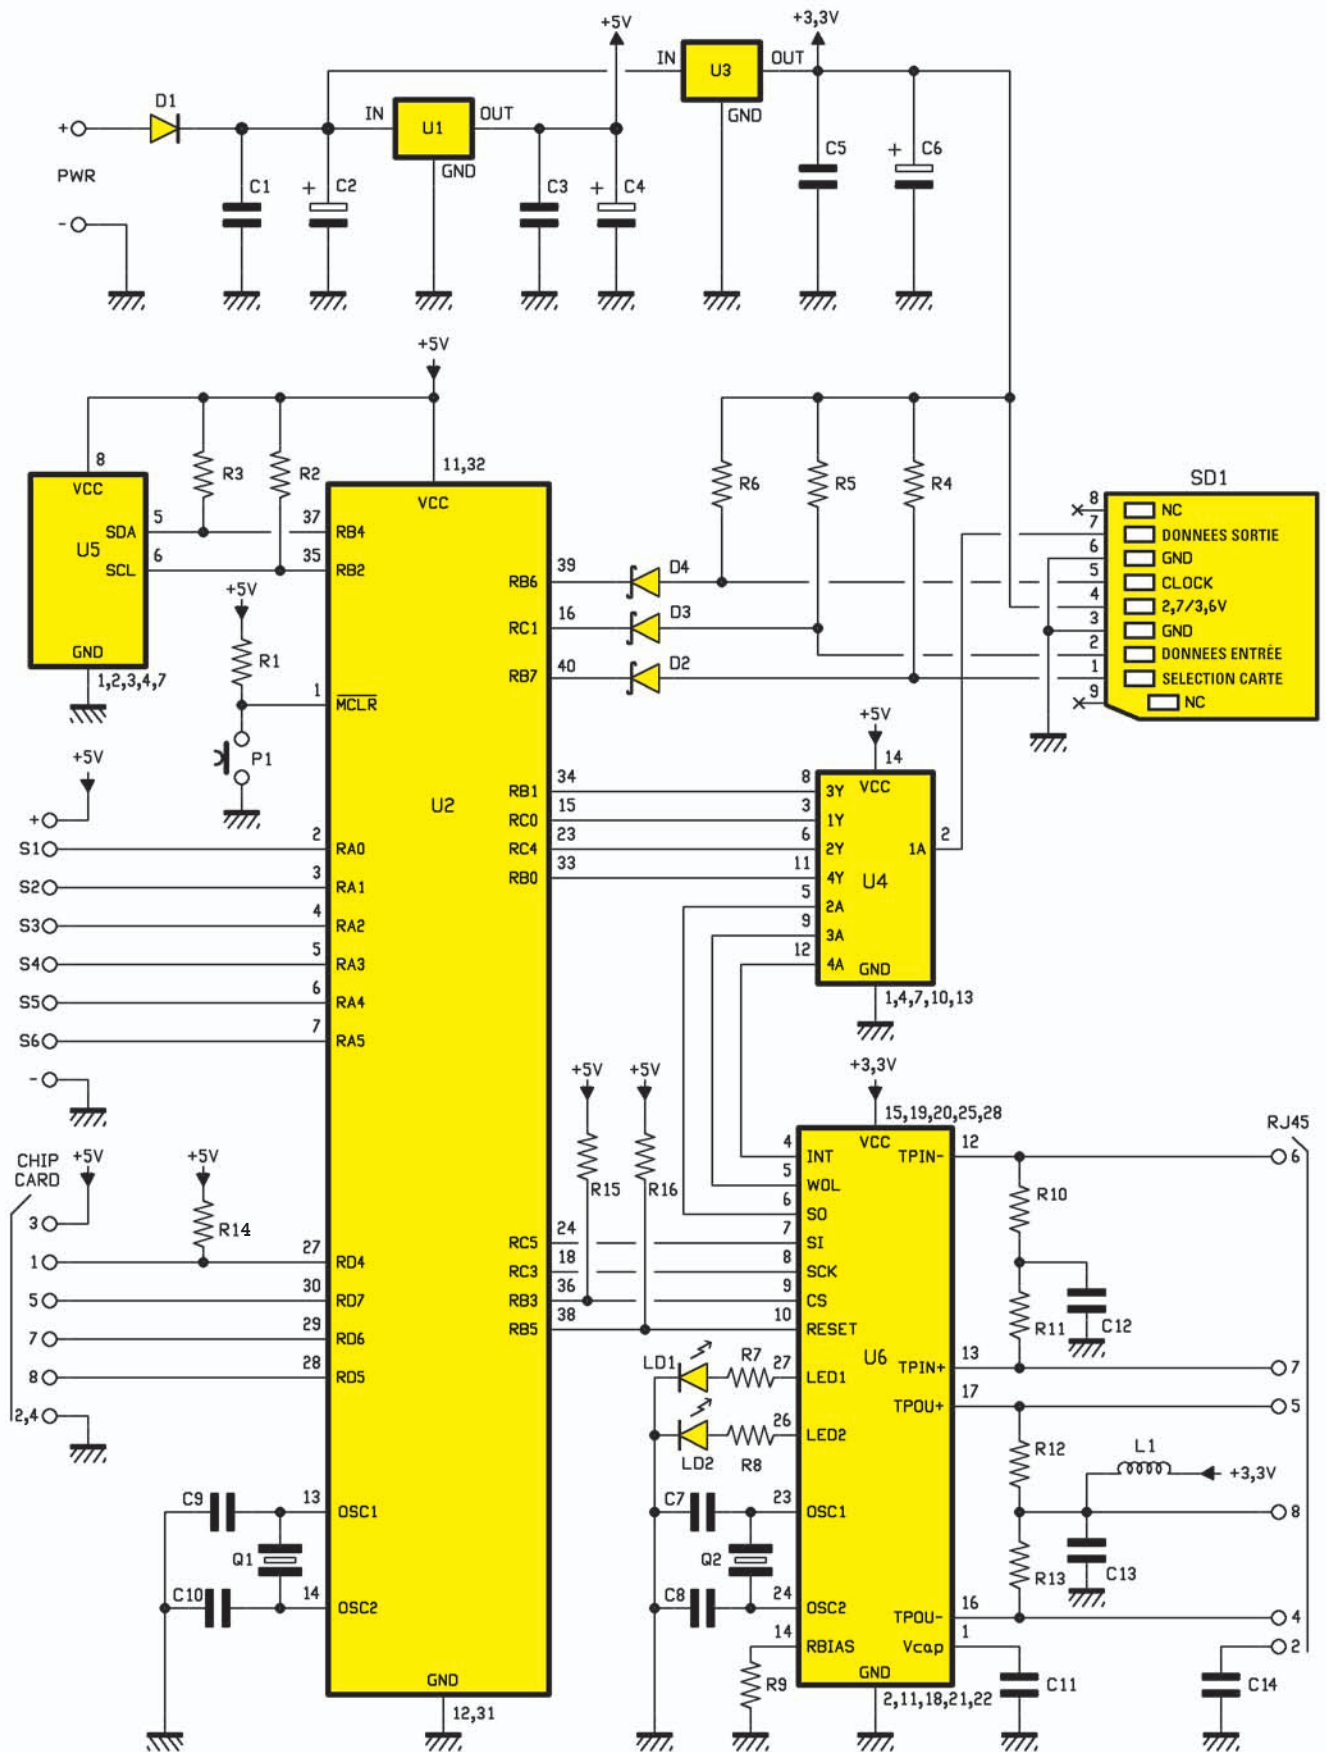 +5V
+3,3V
IN U3 OUT
GND
D1
+
IN U1 OUT
GND
PWR
-
C1
+ C2
C3
+ C4
C5
+ C6
+5V
8
VCC
U5
SDA 5
SCL 6
GND
1,2,3,4,7
R3
R2
11,32
VCC
37 RB4
35 RB2
+5V
R1
1 MCLR
P1
U2
R6
R5
R4
RB6 39 D4
RC1 16 D3
RB7 40 D2
SD1
8 NC
7 DONNEES SORTIE
6 GND
5 CLOCK
4 2,7/3,6V
3 GND
2 DONNEES ENTRÉE
1 SELECTION CARTE
9 NC
+5V
14
VCC
RB1 34 8 3Y
RC0 15 3 1Y
RC4 23 6 2Y
RB0 33 11 4Y
5 2A
9 3A
12 4A
1A 2
U4
GND
1,4,7,10,13
+5V
+
S1 2 RA0
S2 3 RA1
S3 4 RA2
S4 5 RA3
S5 6 RA4
S6 7 RA5
-
CHIP
CARD
+5V
+5V
R14
3
1 27 RD4
5 30 RD7
7 29 RD6
8 28 RD5
2,4
+5V
+5V
R15
R16
RC5 24
RC3 18
RB3 36
RB5 38
+3,3V
15,19,20,25,28
VCC
4 INT
5 WOL
6 SO
7 SI
8 SCK
9 CS
10 RESET
U6
LD1 R7 27 LED1
LD2 R8 26 LED2
C7 23 OSC1
Q2
C8 24 OSC2
14 RBIAS
R9
GND
2,11,18,21,22
TPIN- 12
TPIN+ 13
TPOU+ 17
TPOU- 16
Vcap 1
R10
R11
C12
R12
L1
+3,3V
R13
C13
C11
C14
RJ45
6
7
5
8
4
2
C9 13 OSC1
Q1
C10 14 OSC2
GND
12,31